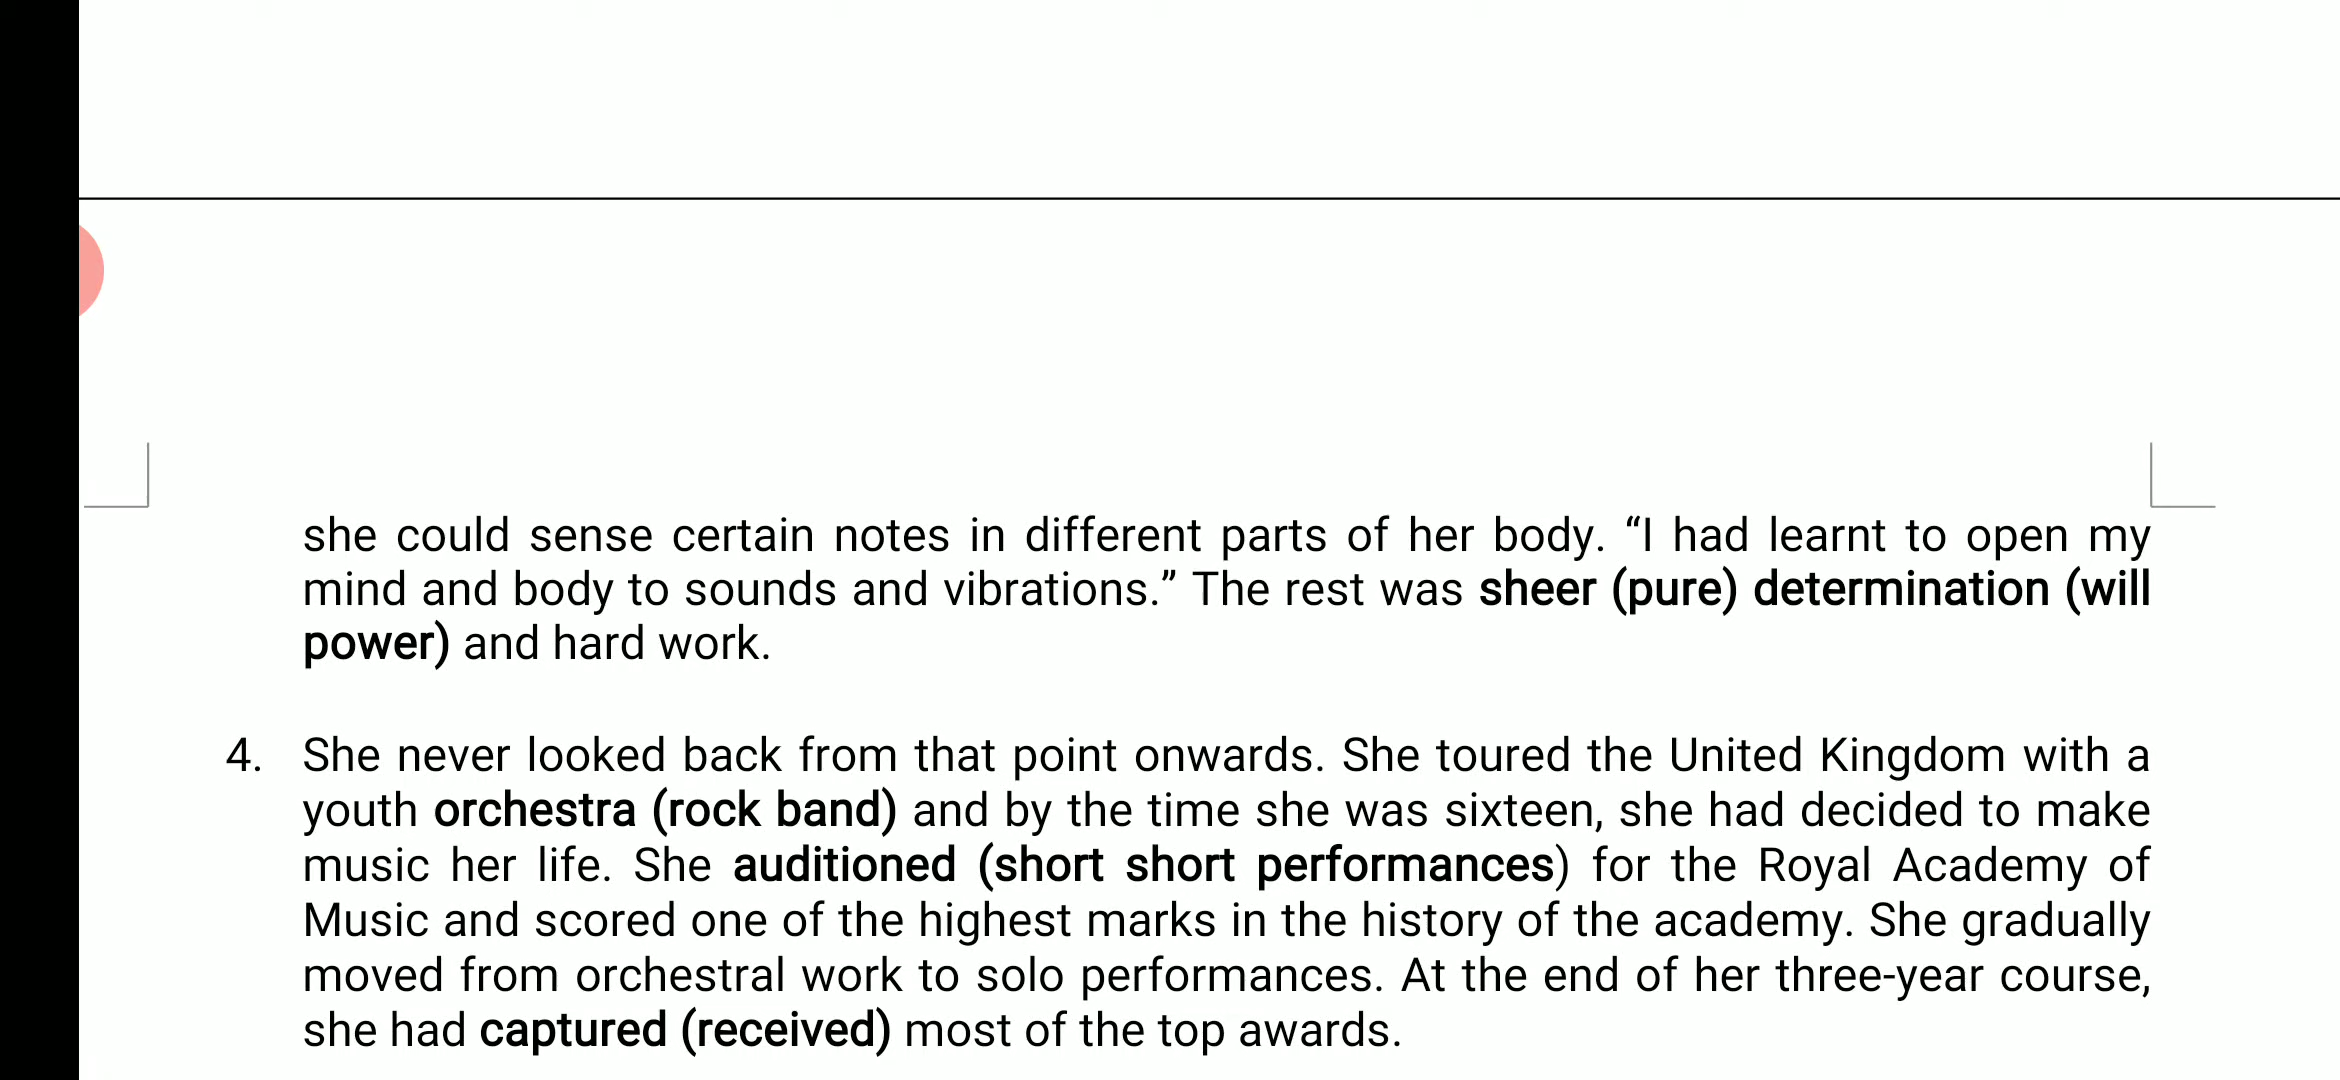 she could sense certain notes in different parts of her body. “I had learnt to open my
mind and body to sounds and vibrations.” The rest was sheer (pure) determination (will
power) and hard work.
4. She never looked back from that point onwards. She toured the United Kingdom with a
youth orchestra (rock band) and by the time she was sixteen, she had decided to make
music her life. She auditioned (short short performances) for the Royal Academy of
Music and scored one of the highest marks in the history of the academy. She gradually
moved from orchestral work to solo performances. At the end of her three-year course,
she had captured (received) most of the top awards.